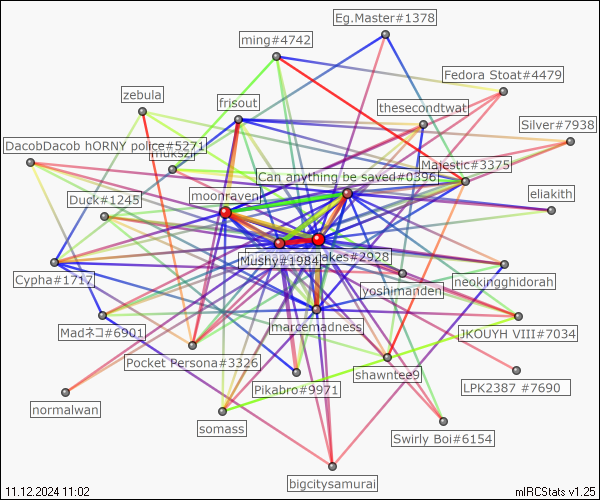 Eg.Master#1378
ming#4742
Fedora Stoat#4479
zebula
frisout
thesecondtwat
Silver#7938
DacobDacob hORNY police#5271
Majestic#3375
Can anything be saved#0396
moonraven
eliakith
Duck#1245
akes#2928
Mushy#1984
Cypha#1717
neokingghidorah
yoshimanden
marcemadness
Madネコ#6901
JKOUYH VIII#7034
Pocket Persona#3326
shawntee9
Pikabro#9971
LPK2387 #7690
normalwan
somass
Swirly Boi#6154
bigcitysamurai
11.12.2024 11:02
mIRCStats v1.25